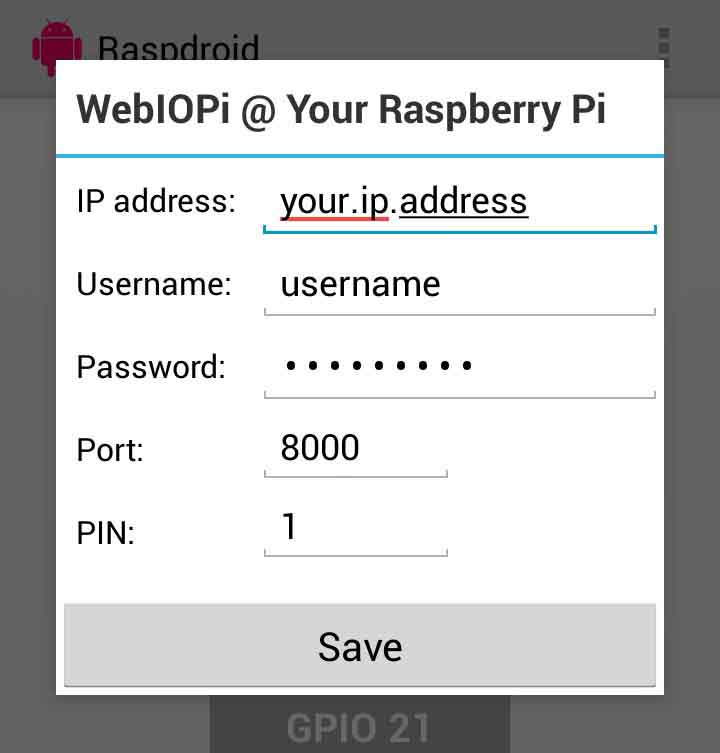 Raspdroid
WebIOPi @ Your Raspberry Pi
IP address: your.ip.address
Username: username
Password: •••••••••
Port: 8000
PIN: 1
Save
GPIO 21